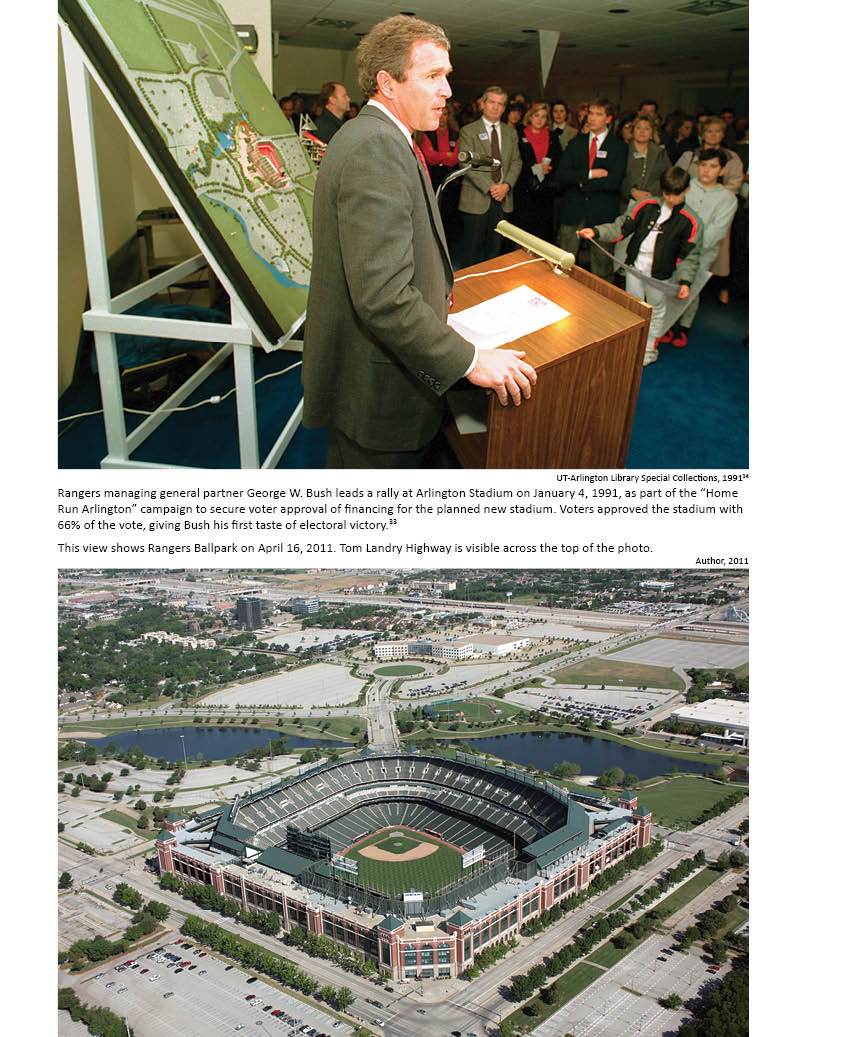 UT-Arlington Library Special Collections, 1991³⁴
Rangers managing general partner George W. Bush leads a rally at Arlington Stadium on January 4, 1991, as part of the “Home
Run Arlington” campaign to secure voter approval of financing for the planned new stadium. Voters approved the stadium with
66% of the vote, giving Bush his first taste of electoral victory.³³
This view shows Rangers Ballpark on April 16, 2011. Tom Landry Highway is visible across the top of the photo.
Author, 2011